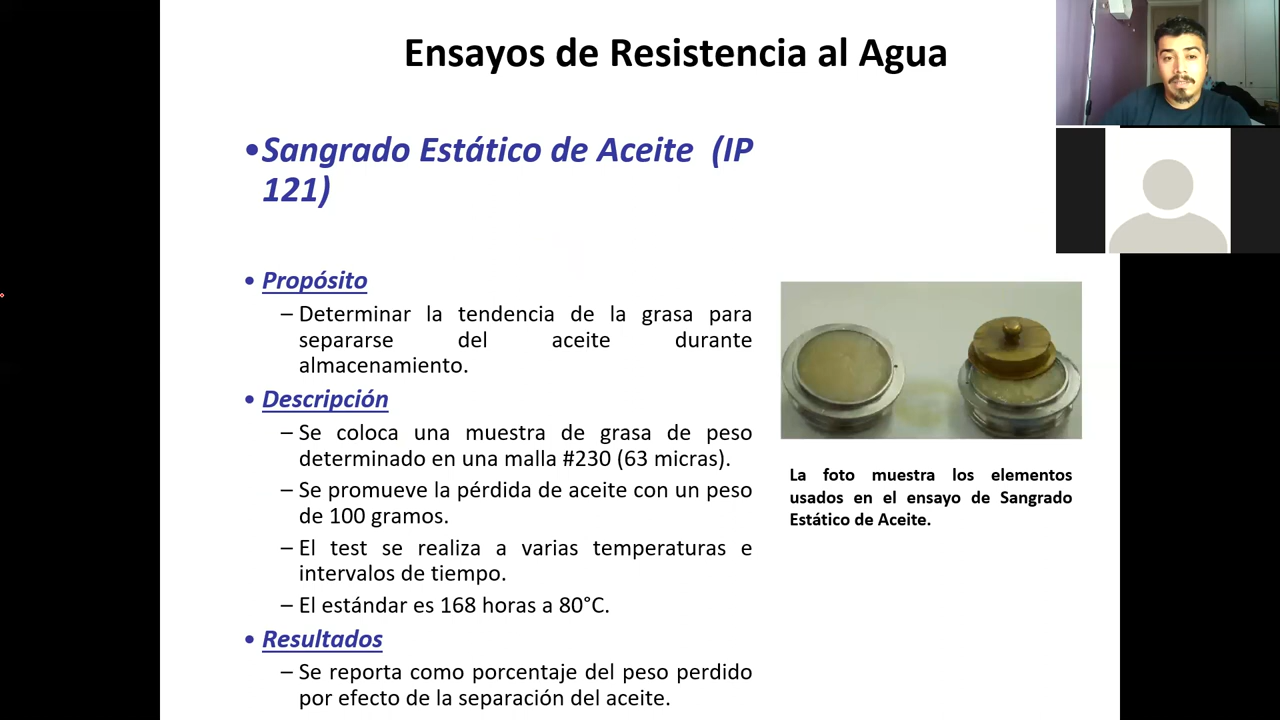 Ensayos de Resistencia al Agua
•Sangrado Estático de Aceite (IP
121)
• Propósito
– Determinar la tendencia de la grasa para
separarse del aceite durante
almacenamiento.
• Descripción
– Se coloca una muestra de grasa de peso
determinado en una malla #230 (63 micras).
– Se promueve la pérdida de aceite con un peso
de 100 gramos.
– El test se realiza a varias temperaturas e
intervalos de tiempo.
– El estándar es 168 horas a 80°C.
• Resultados
– Se reporta como porcentaje del peso perdido
por efecto de la separación del aceite.
La foto muestra los elementos
usados en el ensayo de Sangrado
Estático de Aceite.